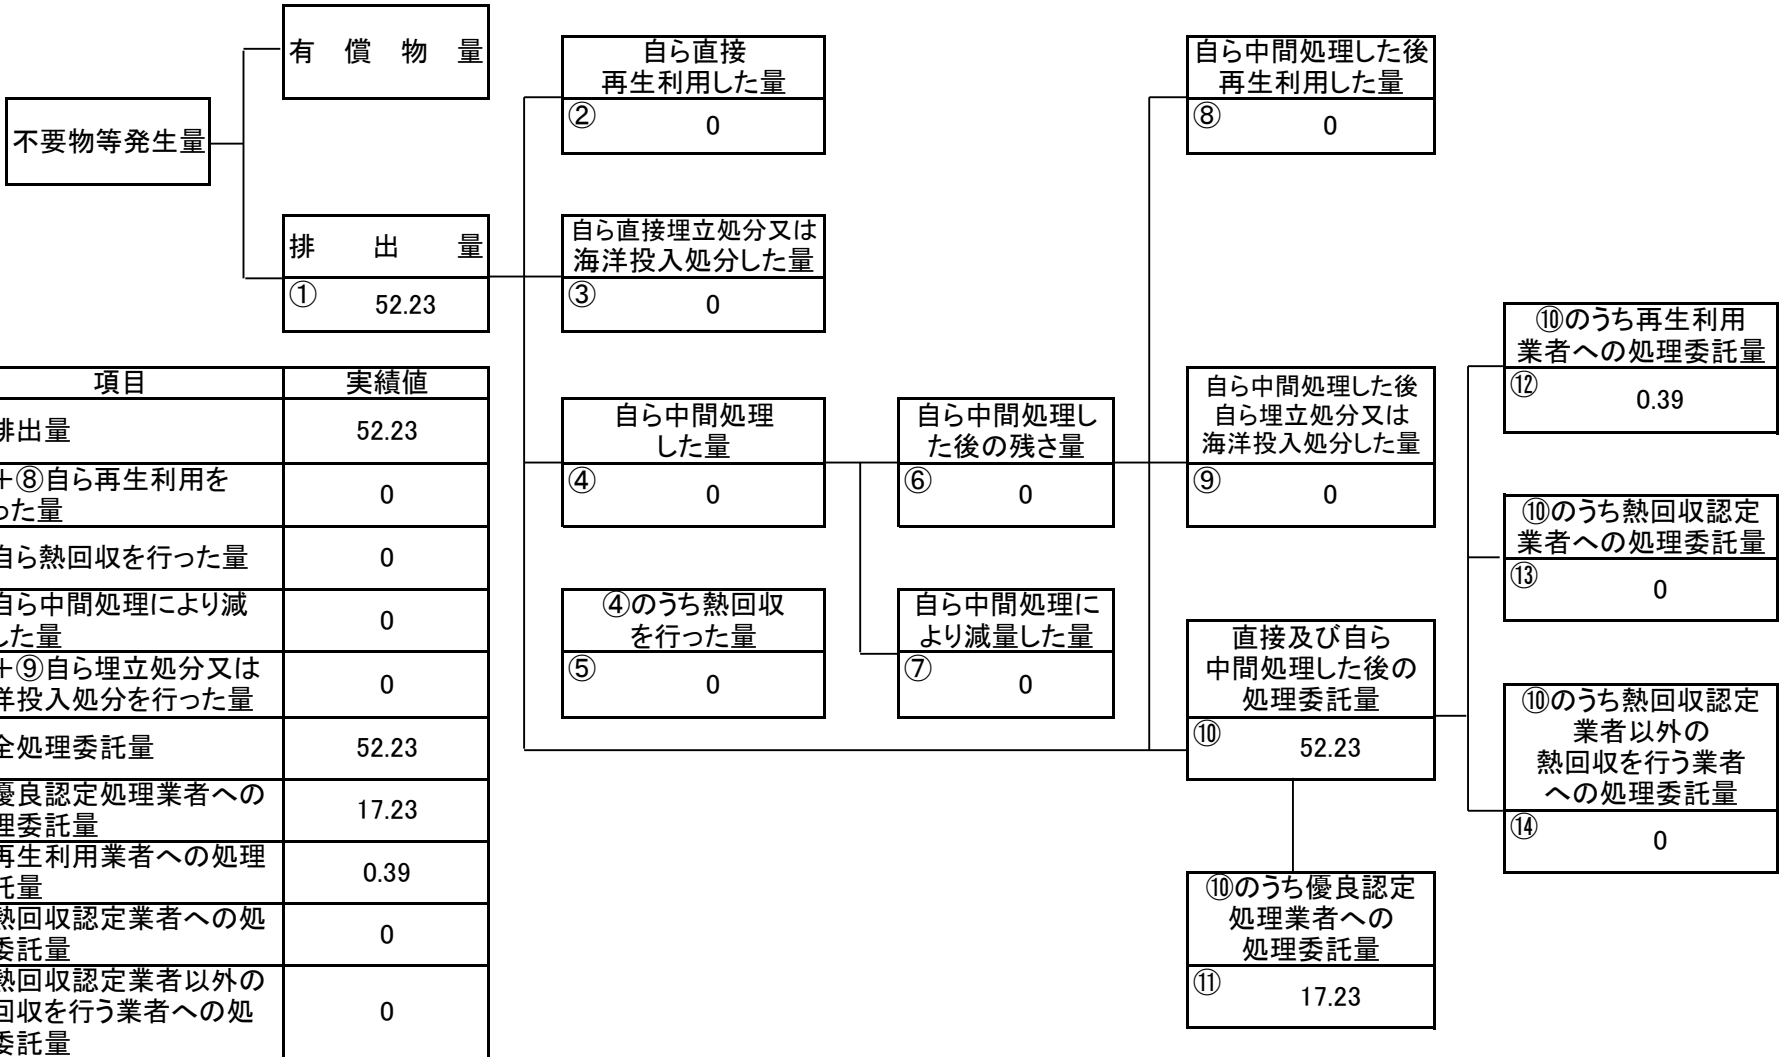 有償物量
不要物等発生量
排出量
①
52.23
自ら直接
再生利用した量
②
0
自ら直接埋立処分又は
海洋投入処分した量
③
0
自ら中間処理
した量
④
0
④のうち熱回収
を行った量
⑤
0
自ら中間処理し
た後の残さ量
⑥
0
自ら中間処理に
より減量した量
⑦
0
自ら中間処理した後
再生利用した量
⑧
0
自ら中間処理した後
自ら埋立処分又は
海洋投入処分した量
⑨
0
直接及び自ら
中間処理した後の
処理委託量
⑩
52.23
⑩のうち優良認定
処理業者への
処理委託量
⑪
17.23
⑩のうち再生利用
業者への処理委託量
⑫
0.39
⑩のうち熱回収認定
業者への処理委託量
⑬
0
⑩のうち熱回収認定
業者以外の
熱回収を行う業者
への処理委託量
⑭
0
項目 実績値
排出量 52.23
+⑧自ら再生利用を
った量
0
自ら熱回収を行った量 0
自ら中間処理により減
した量
0
+⑨自ら埋立処分又は
洋投入処分を行った量
0
全処理委託量 52.23
優良認定処理業者への
理委託量
17.23
再生利用業者への処理
託量
0.39
熱回収認定業者への処
委託量
0
熱回収認定業者以外の
回収を行う業者への処
委託量
0